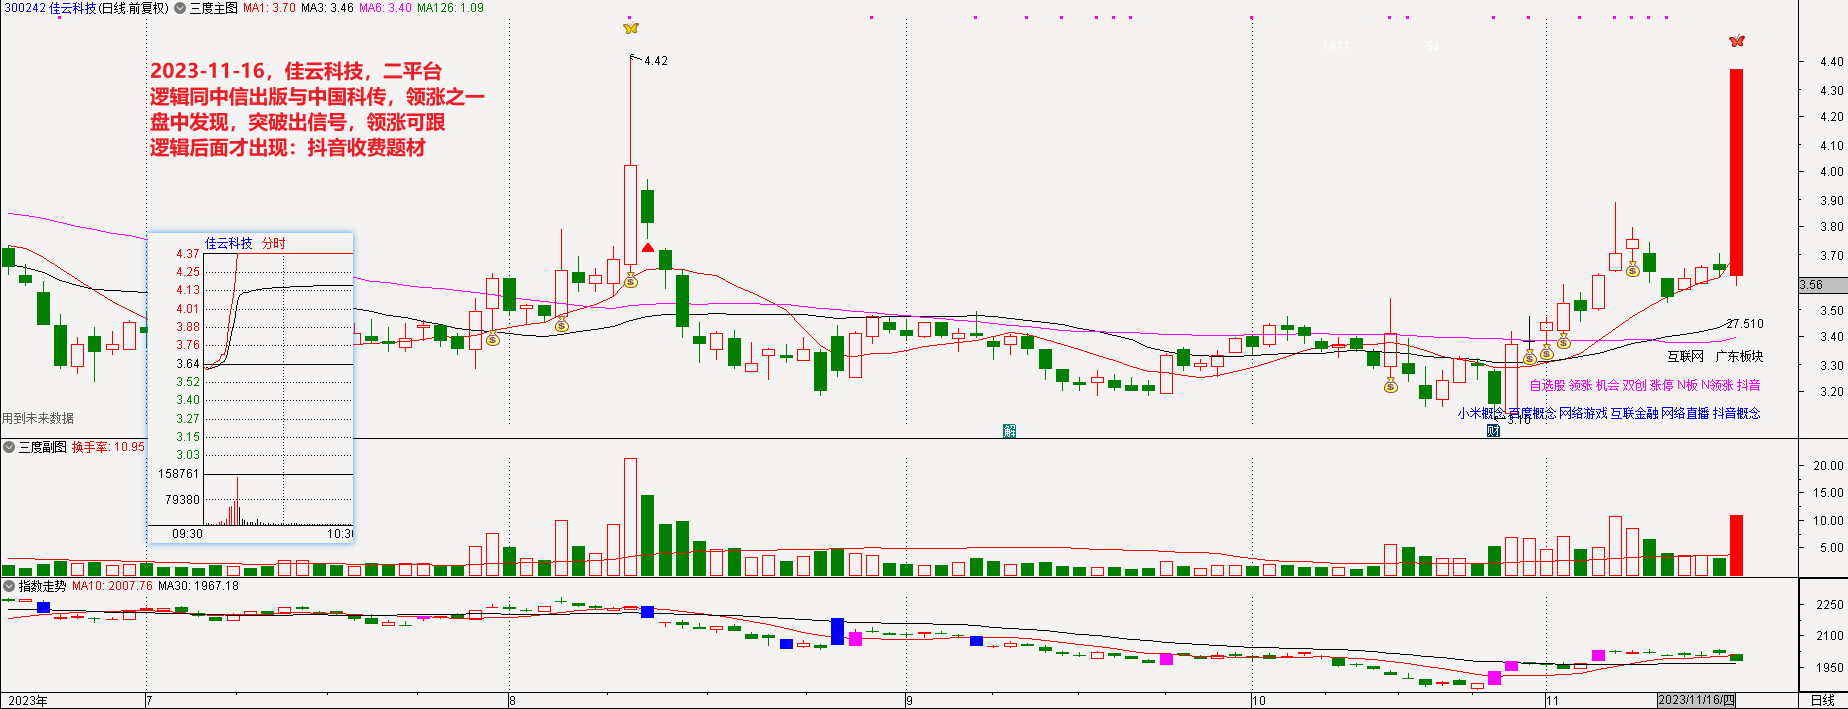 300242 佳云科技(日线.前复权) 三度主图 MA1: 3.70 MA3: 3.46 MA6: 3.40 MA126: 1.09
1977 54
4.42
2023-11-16，佳云科技，二平台
逻辑同中信出版与中国科传，领涨之一
盘中发现，突破出信号，领涨可跟
逻辑后面才出现：抖音收费题材
4.40
4.30
4.20
4.10
4.00
3.90
3.80
3.70
3.56
3.50
3.40
3.30
3.20
佳云科技 分时
4.37
4.25
4.13
4.01
3.88
3.76
3.64
3.52
3.40
3.27
3.15
3.03
158761
79380
09:30 10:30
27.510
互联网 广东板块
自选股 领涨 机会 双创 涨停 N板 N领涨 抖音
小米概念 百度概念 网络游戏 互联金融 网络直播 抖音概念
3.16
用到未来数据
解
财
三度副图 换手率: 10.95
20.00
15.00
10.00
5.00
指数走势 MA10: 2007.76 MA30: 1967.18
2250
2100
1950
2023年 7 8 9 10 11 2023/11/16/四 日线